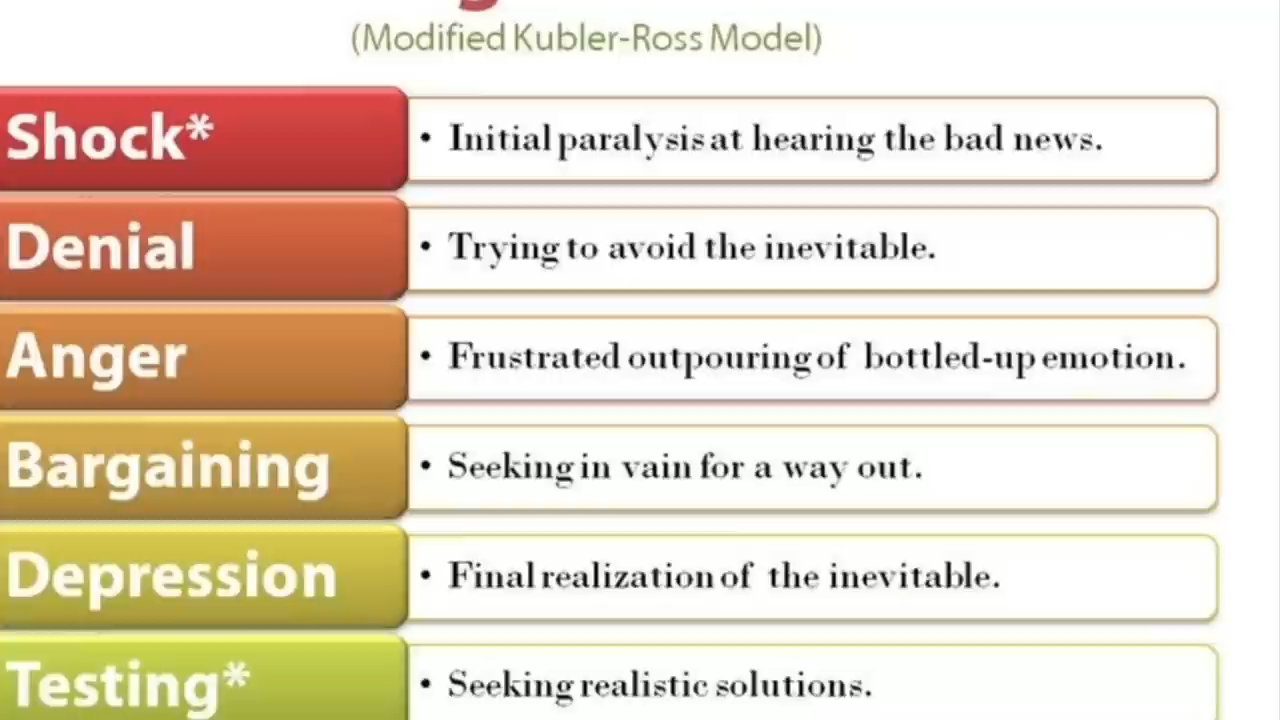 (Modified Kubler-Ross Model)
Shock*
• Initial paralysis at hearing the bad news.
Denial
• Trying to avoid the inevitable.
Anger
• Frustrated outpouring of bottled-up emotion.
Bargaining
• Seeking in vain for a way out.
Depression
• Final realization of the inevitable.
Testing*
• Seeking realistic solutions.